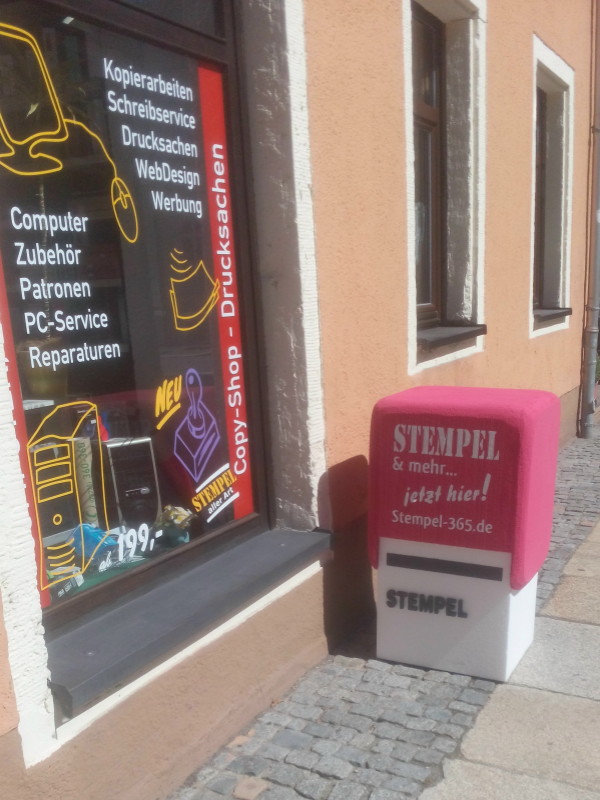 Kopierarbeiten
Schreibservice
Drucksachen
WebDesign
Werbung
Computer
Zubehör
Patronen
PC-Service
Reparaturen
Copy-Shop - Drucksachen
NEU
STEMPEL
aller Art
199,-
STEMPEL
& mehr...
jetzt hier!
Stempel-365.de
STEMPEL